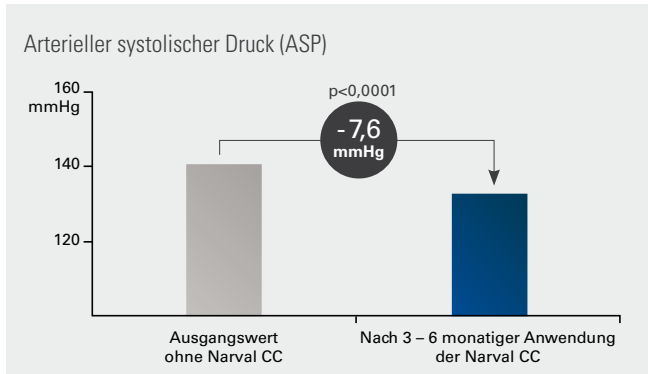 Arterieller systolischer Druck (ASP)
160
mmHg
p<0,0001
- 7,6
mmHg
140
120
Ausgangswert
ohne Narval CC
Nach 3 – 6 monatiger Anwendung
der Narval CC